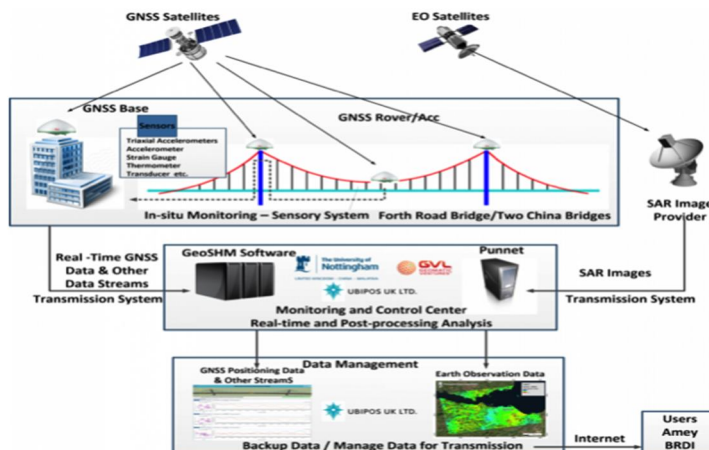 GNSS Satellites
EO Satellites
GNSS Base
GNSS Rover/Acc
Sensors
Triaxial Accelerometers
Accelerometer
Strain Gauge
Thermometer
Transducer etc.
In-situ Monitoring – Sensory System
Forth Road Bridge/Two China Bridges
SAR Image
Provider
Real -Time GNSS
Data & Other
Data Streams
Transmission System
GeoSHM Software
The University of
Nottingham
UNITED KINGDOM · CHINA · MALAYSIA
GVL
UBIPOS UK LTD.
Punnet
Monitoring and Control Center
Real-time and Post-processing Analysis
SAR Images
Transmission System
Data Management
GNSS Positioning Data
& Other StreamS
Earth Observation Data
UBIPOS UK LTD.
Backup Data / Manage Data for Transmission
Internet
Users
Amey
BRDI